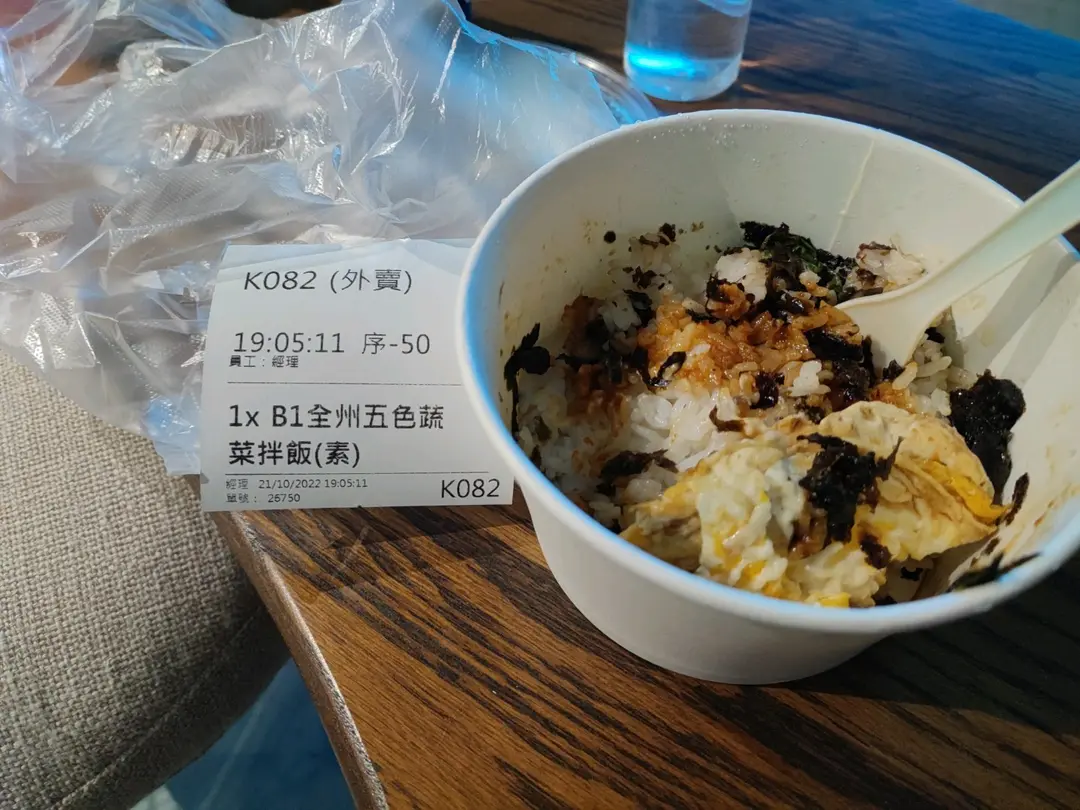 K082 (外賣)
19:05:11 序-50
員工：經理
1x B1全州五色蔬
菜拌飯(素)
經理 21/10/2022 19:05:11
單號： 26750
K082